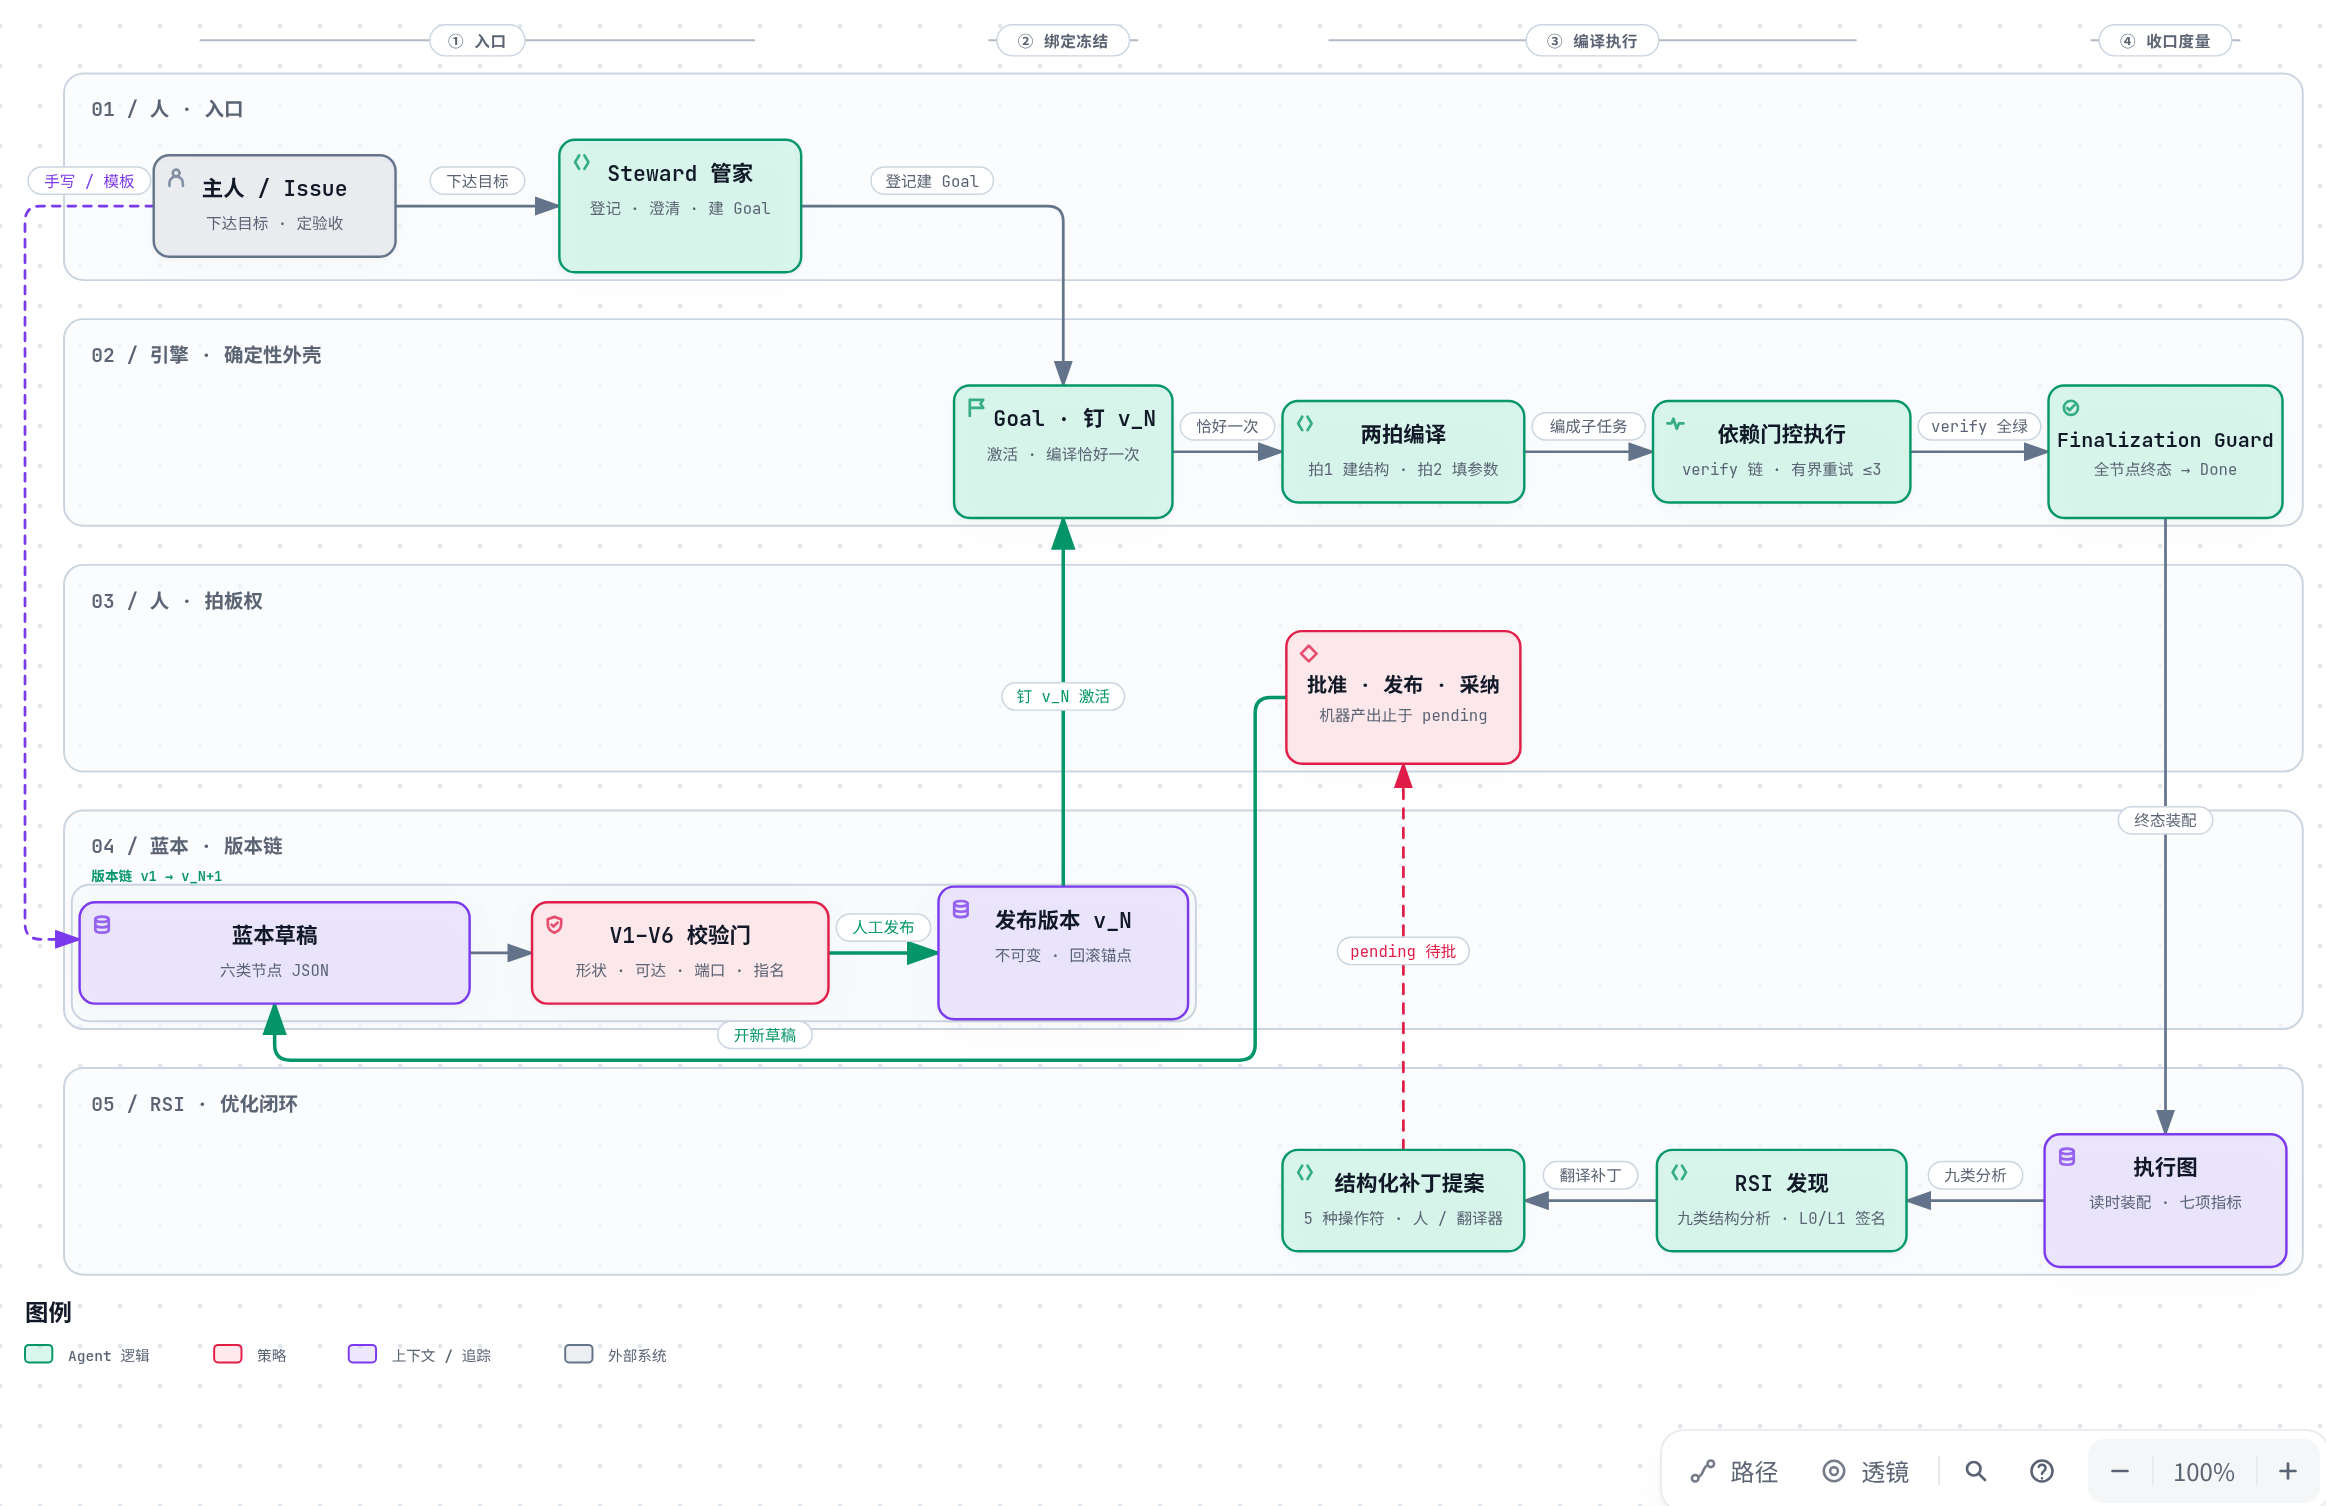 ① 入口
② 绑定冻结
③ 编译执行
④ 收口度量
01 / 人 · 入口
手写 / 模板
主人 / Issue
下达目标 · 定验收
下达目标
Steward 管家
登记 · 澄清 · 建 Goal
登记建 Goal
02 / 引擎 · 确定性外壳
Goal · 钉 v_N
激活 · 编译恰好一次
恰好一次
两拍编译
拍1 建结构 · 拍2 填参数
编成子任务
依赖门控执行
verify 链 · 有界重试 ≤3
verify 全绿
Finalization Guard
全节点终态 → Done
03 / 人 · 拍板权
钉 v_N 激活
批准 · 发布 · 采纳
机器产出止于 pending
终态装配
04 / 蓝本 · 版本链
版本链 v1 → v_N+1
蓝本草稿
六类节点 JSON
V1–V6 校验门
形状 · 可达 · 端口 · 指名
人工发布
发布版本 v_N
不可变 · 回滚锚点
pending 待批
开新草稿
05 / RSI · 优化闭环
结构化补丁提案
5 种操作符 · 人 / 翻译器
翻译补丁
RSI 发现
九类结构分析 · L0/L1 签名
九类分析
执行图
读时装配 · 七项指标
图例
Agent 逻辑
策略
上下文 / 追踪
外部系统
路径
透镜
100%